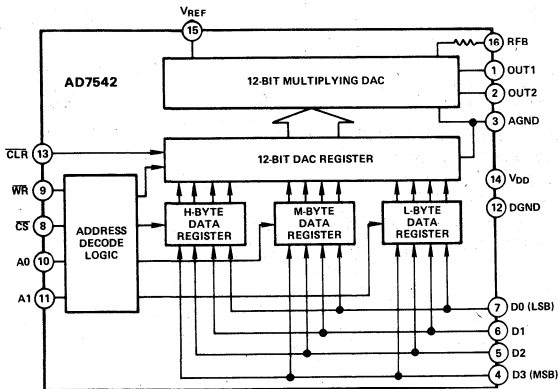 VREF
15
16 RFB
AD7542
12-BIT MULTIPLYING DAC
1 OUT1
2 OUT2
3 AGND
CLR 13
12-BIT DAC REGISTER
WR 9
14 VDD
CS 8
ADDRESS
DECODE
LOGIC
H-BYTE
DATA
REGISTER
M-BYTE
DATA
REGISTER
L-BYTE
DATA
REGISTER
12 DGND
A0 10
A1 11
7 D0 (LSB)
6 D1
5 D2
4 D3 (MSB)